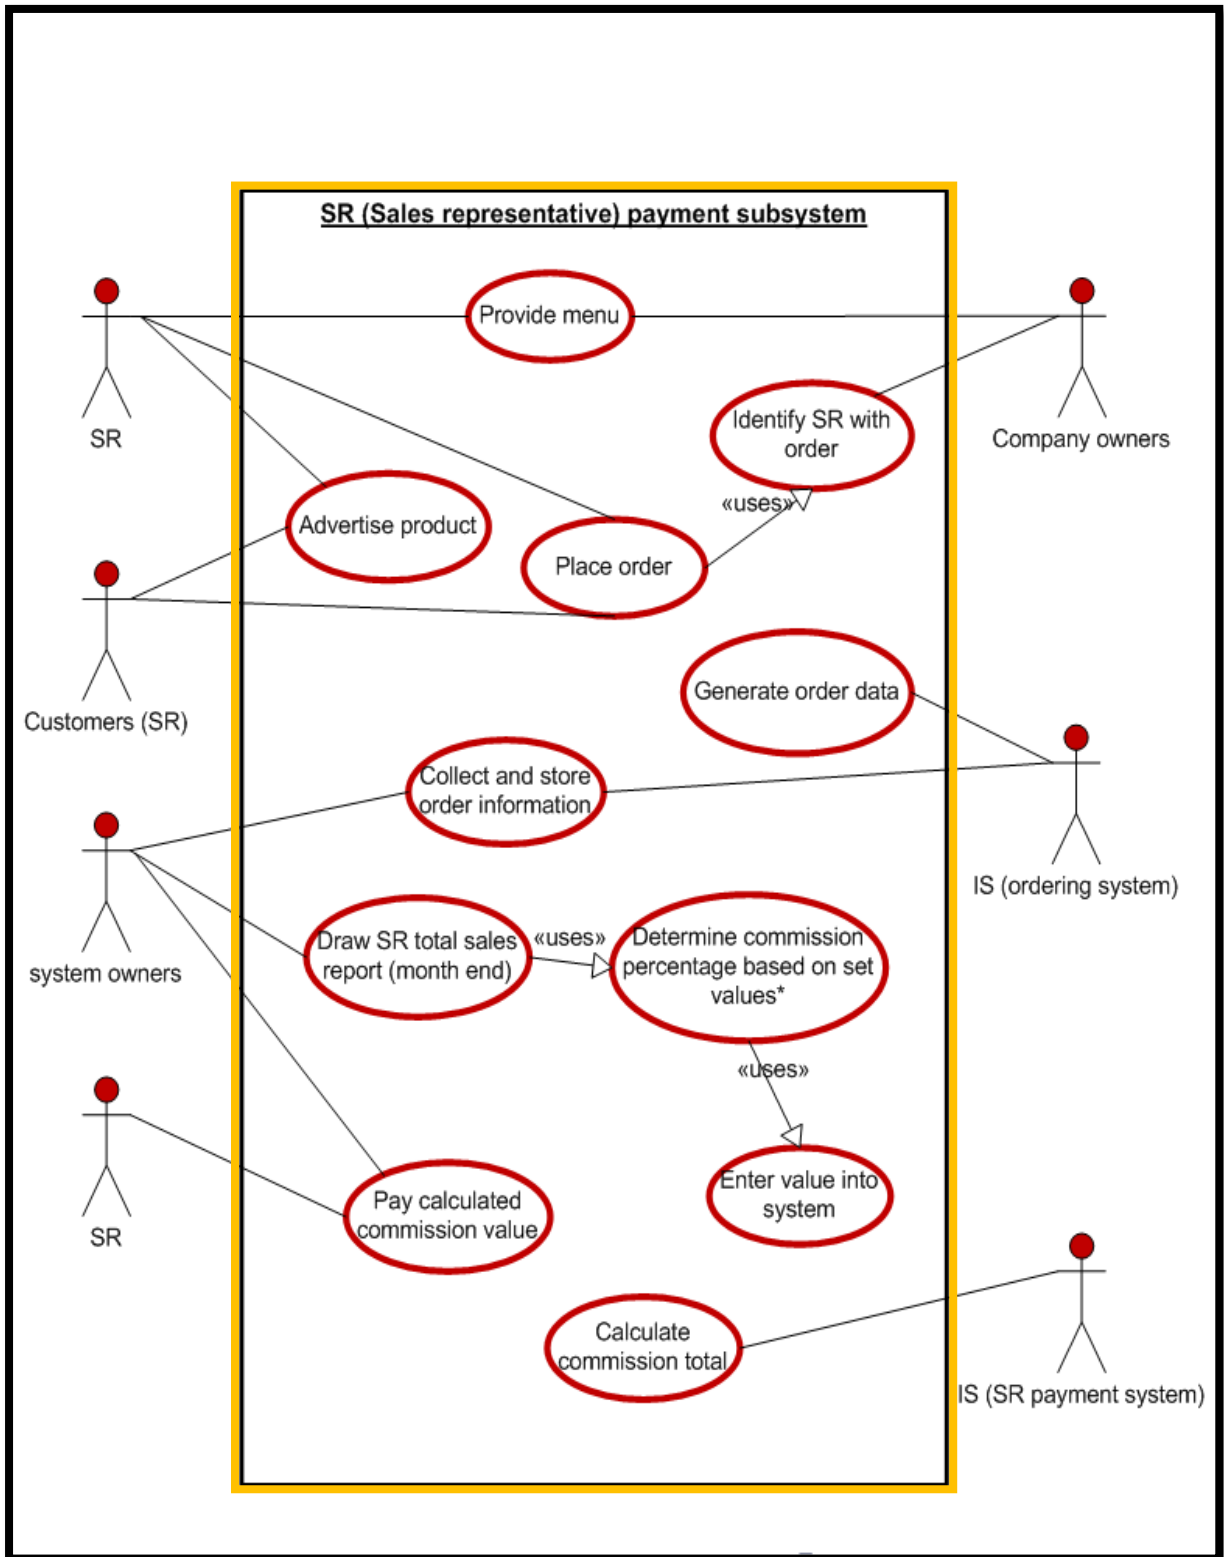 SR (Sales representative) payment subsystem
Provide menu
SR
Identify SR with
order
Company owners
«uses»
Advertise product
Place order
Customers (SR)
Generate order data
Collect and store
order information
IS (ordering system)
system owners
Draw SR total sales
report (month end)
«uses»
Determine commission
percentage based on set
values*
«uses»
SR
Pay calculated
commission value
Enter value into
system
Calculate
commission total
IS (SR payment system)